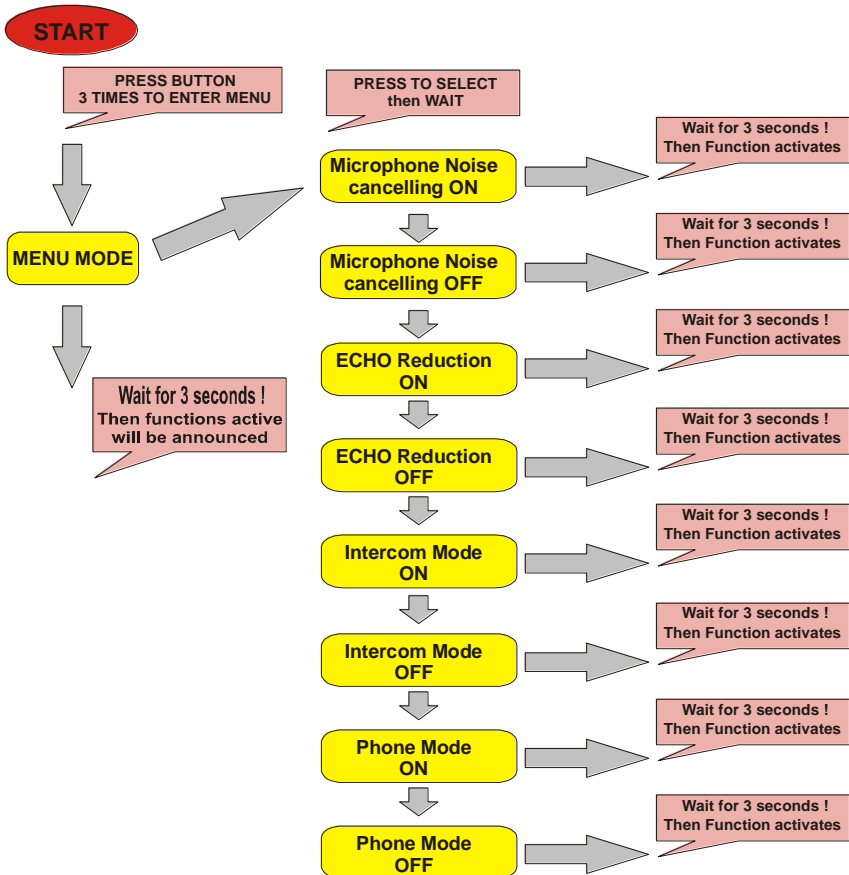 START
PRESS BUTTON
3 TIMES TO ENTER MENU
MENU MODE
Wait for 3 seconds !
Then functions active
will be announced
PRESS TO SELECT
then WAIT
Microphone Noise
cancelling ON
Wait for 3 seconds !
Then Function activates
Microphone Noise
cancelling OFF
Wait for 3 seconds !
Then Function activates
ECHO Reduction
ON
Wait for 3 seconds !
Then Function activates
ECHO Reduction
OFF
Wait for 3 seconds !
Then Function activates
Intercom Mode
ON
Wait for 3 seconds !
Then Function activates
Intercom Mode
OFF
Wait for 3 seconds !
Then Function activates
Phone Mode
ON
Wait for 3 seconds !
Then Function activates
Phone Mode
OFF
Wait for 3 seconds !
Then Function activates